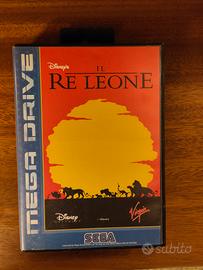 Disney's
IL
RE LEONE
MEGA DRIVE
Disney
Virgin
SEGA
subito